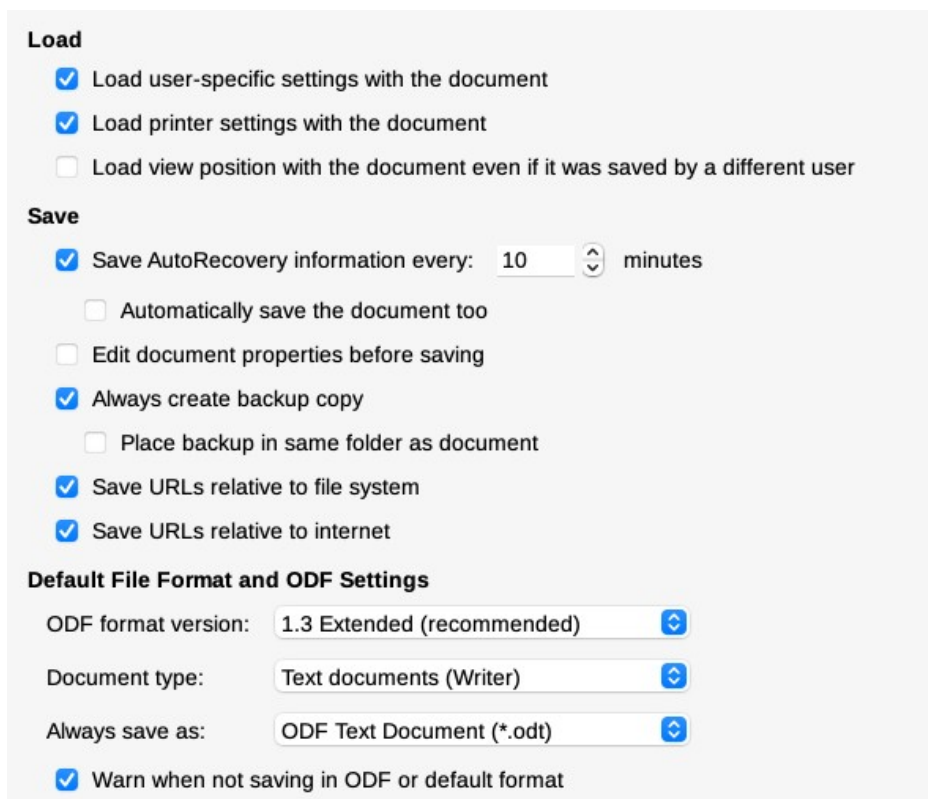 Load
Load user-specific settings with the document
Load printer settings with the document
Load view position with the document even if it was saved by a different user
Save
Save AutoRecovery information every: 10 minutes
Automatically save the document too
Edit document properties before saving
Always create backup copy
Place backup in same folder as document
Save URLs relative to file system
Save URLs relative to internet
Default File Format and ODF Settings
ODF format version: 1.3 Extended (recommended)
Document type: Text documents (Writer)
Always save as: ODF Text Document (*.odt)
Warn when not saving in ODF or default format